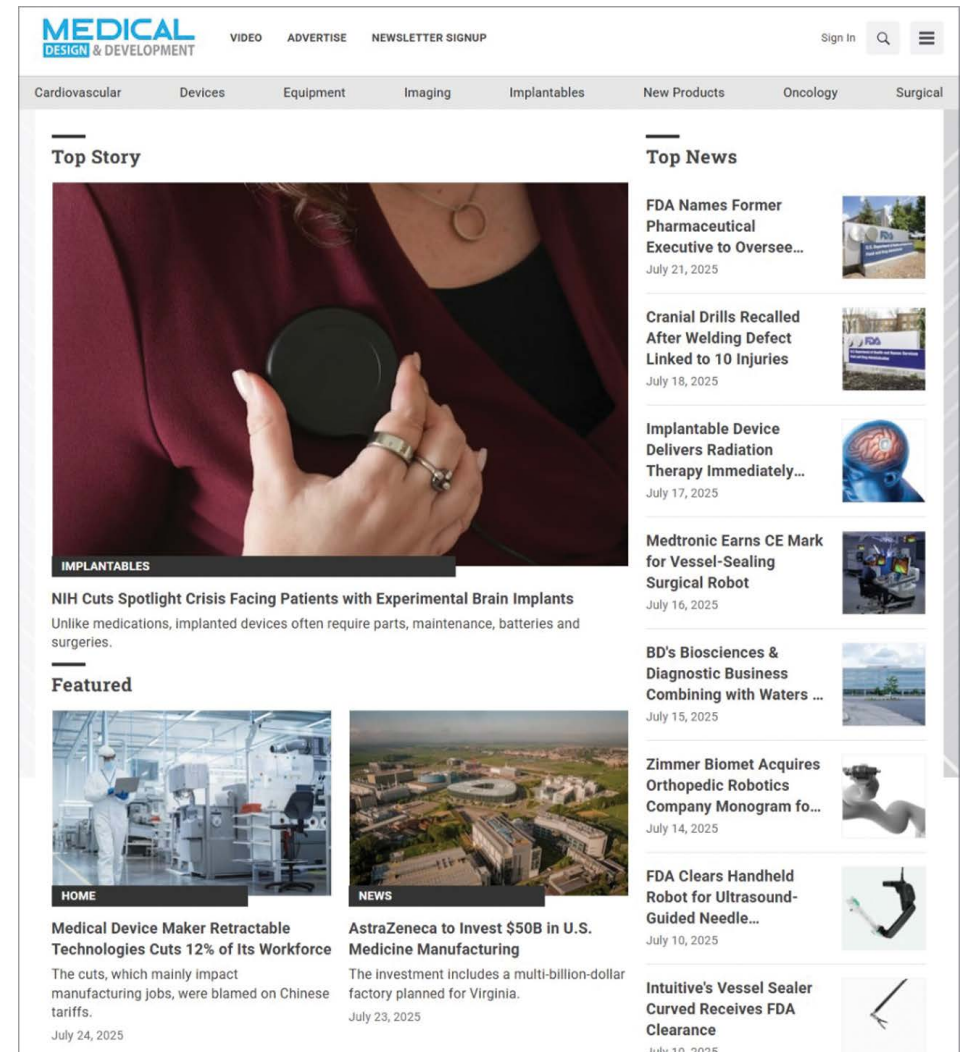 MEDICAL
DESIGN & DEVELOPMENT
VIDEO
ADVERTISE
NEWSLETTER SIGNUP
Sign In
Cardiovascular
Devices
Equipment
Imaging
Implantables
New Products
Oncology
Surgical
Top Story
IMPLANTABLES
NIH Cuts Spotlight Crisis Facing Patients with Experimental Brain Implants
Unlike medications, implanted devices often require parts, maintenance, batteries and
surgeries.
Featured
HOME
Medical Device Maker Retractable
Technologies Cuts 12% of Its Workforce
The cuts, which mainly impact
manufacturing jobs, were blamed on Chinese
tariffs.
July 24, 2025
NEWS
AstraZeneca to Invest $50B in U.S.
Medicine Manufacturing
The investment includes a multi-billion-dollar
factory planned for Virginia.
July 23, 2025
Top News
FDA Names Former
Pharmaceutical
Executive to Oversee...
July 21, 2025
FDA
Cranial Drills Recalled
After Welding Defect
Linked to 10 Injuries
July 18, 2025
FDA
Implantable Device
Delivers Radiation
Therapy Immediately...
July 17, 2025
Medtronic Earns CE Mark
for Vessel-Sealing
Surgical Robot
July 16, 2025
BD's Biosciences &
Diagnostic Business
Combining with Waters ...
July 15, 2025
Zimmer Biomet Acquires
Orthopedic Robotics
Company Monogram fo...
July 14, 2025
FDA Clears Handheld
Robot for Ultrasound-
Guided Needle...
July 10, 2025
Intuitive's Vessel Sealer
Curved Receives FDA
Clearance
July 10, 2025